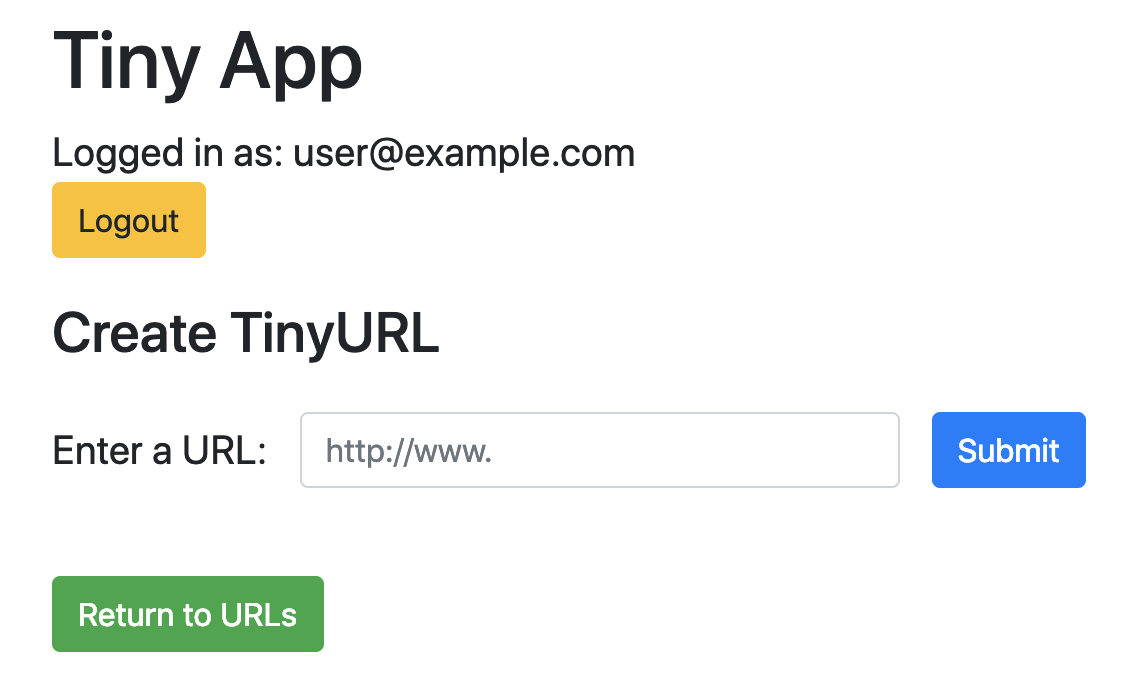 Tiny App
Logged in as: user@example.com
Logout
Create TinyURL
Enter a URL: http://www. Submit
Return to URLs